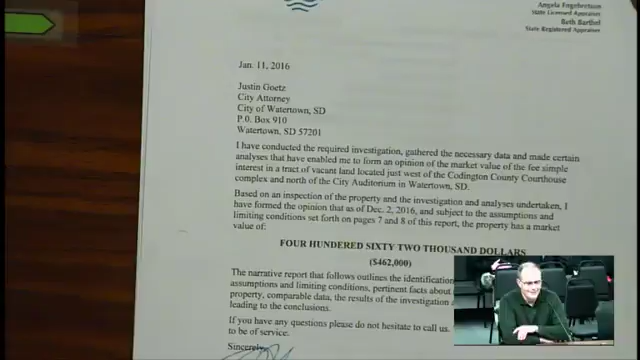 Angela Engebretson
State Licensed Appraiser
Beth Barthel
State Registered Appraiser
Jan. 11, 2016
Justin Goetz
City Attorney
City of Watertown, SD
P.O. Box 910
Watertown, SD 57201
I have conducted the required investigation, gathered the necessary data and made certain
analyses that have enabled me to form an opinion of the market value of the fee simple
interest in a tract of vacant land located just west of the Codington County Courthouse
complex and north of the City Auditorium in Watertown, SD.
Based on an inspection of the property and the investigation and analyses undertaken, I
have formed the opinion that as of Dec. 2, 2016, and subject to the assumptions and
limiting conditions set forth on pages 7 and 8 of this report, the property has a market
value of:
FOUR HUNDRED SIXTY TWO THOUSAND DOLLARS
($462,000)
The narrative report that follows outlines the identification
assumptions and limiting conditions, pertinent facts about
property, comparable data, the results of the investigation
leading to the conclusions.
If you have any questions please do not hesitate to call us.
to be of service.
Sincerely,